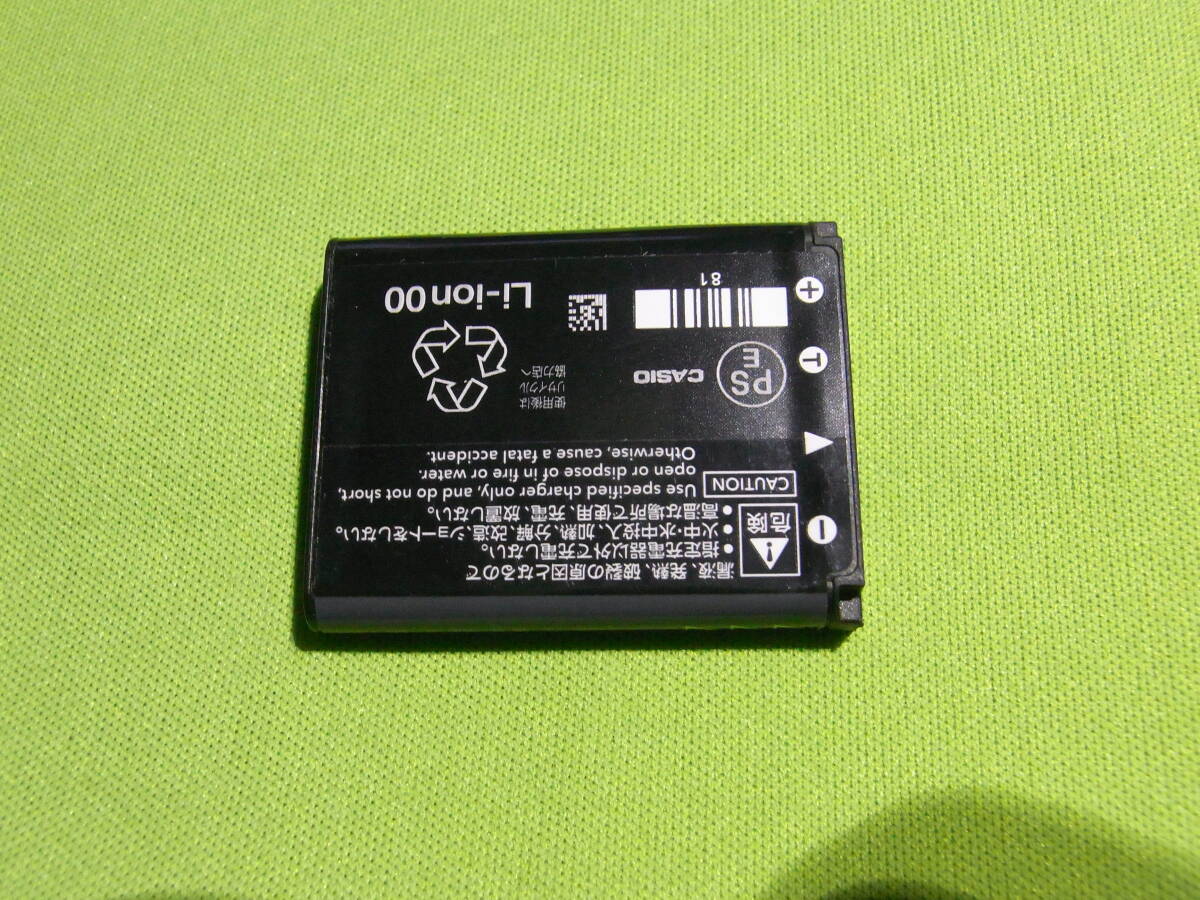 漏液、発熱、破裂の原因となるので
危険
● 指定充電器以外で充電しない。
● 火中・水中投入、加熱、分解、改造、ショートをしない。
● 高温な場所で使用、充電、放置しない。
CAUTION
Use specified charger only, and do not short,
open or dispose of in fire or water.
Otherwise, cause a fatal accident.
PS
E
CASIO
使用後は
リサイクル
協力店へ
81
Li-ion 00
T